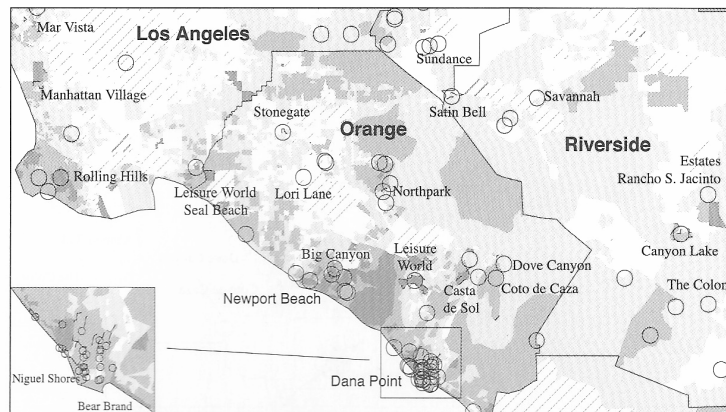 Mar Vista
Los Angeles
Sundance
Manhattan Village
Satin Bell
Savannah
Stonegate
Orange
Riverside
Estates
Rancho S. Jacinto
Rolling Hills
Leisure World
Seal Beach
Lori Lane
Northpark
Canyon Lake
Big Canyon
Leisure
World
Dove Canyon
Coto de Caza
Casta
de Sol
The Colon
Newport Beach
Dana Point
Niguel Shores
Bear Brand